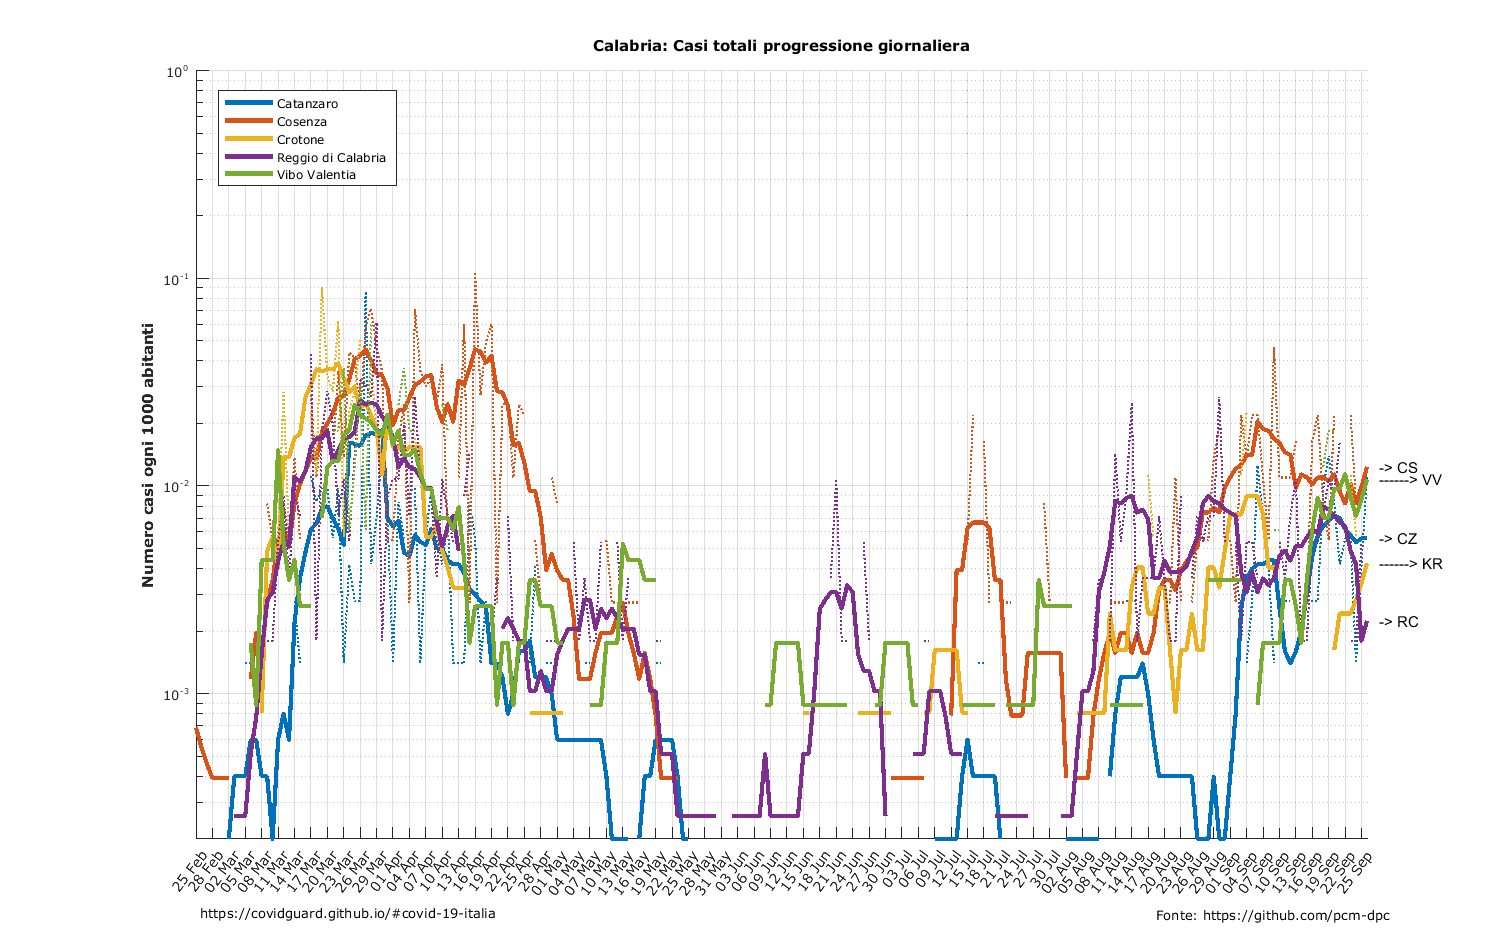 Calabria: Casi totali progressione giornaliera
Numero casi ogni 1000 abitanti
10^0
10^-1
10^-2
10^-3
Catanzaro
Cosenza
Crotone
Reggio di Calabria
Vibo Valentia
-> CS
------> VV
-> CZ
------> KR
-> RC
25 Feb
28 Feb
02 Mar
05 Mar
08 Mar
11 Mar
14 Mar
17 Mar
20 Mar
23 Mar
26 Mar
29 Mar
01 Apr
04 Apr
07 Apr
10 Apr
13 Apr
16 Apr
19 Apr
22 Apr
25 Apr
28 Apr
01 May
04 May
07 May
10 May
13 May
16 May
19 May
22 May
25 May
28 May
31 May
03 Jun
06 Jun
09 Jun
12 Jun
15 Jun
18 Jun
21 Jun
24 Jun
27 Jun
30 Jun
03 Jul
06 Jul
09 Jul
12 Jul
15 Jul
18 Jul
21 Jul
24 Jul
27 Jul
30 Jul
02 Aug
05 Aug
08 Aug
11 Aug
14 Aug
17 Aug
20 Aug
23 Aug
26 Aug
29 Aug
01 Sep
04 Sep
07 Sep
10 Sep
13 Sep
16 Sep
19 Sep
22 Sep
25 Sep
https://covidguard.github.io/#covid-19-italia
Fonte: https://github.com/pcm-dpc